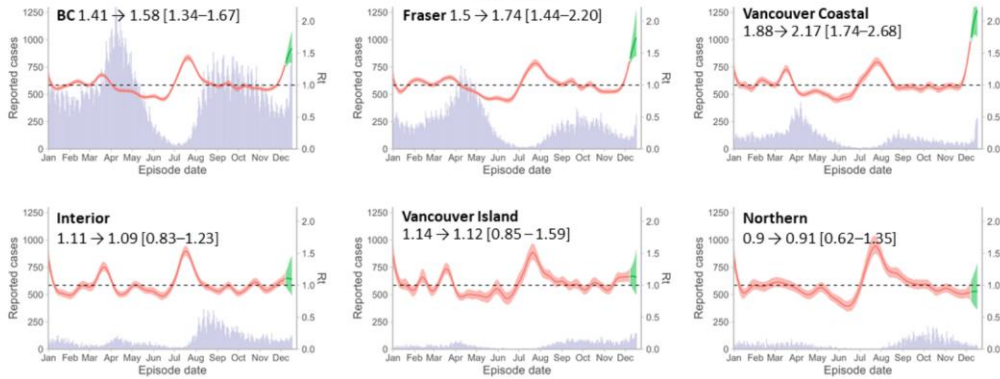 BC 1.41 → 1.58 [1.34–1.67]
1250
1000
750
500
250
0
Reported cases
2.0
1.5
1.0
0.5
0.0
Rt
Jan Feb Mar Apr May Jun Jul Aug Sep Oct Nov Dec
Episode date
Fraser 1.5 → 1.74 [1.44–2.20]
1250
1000
750
500
250
0
Reported cases
2.0
1.5
1.0
0.5
0.0
Rt
Jan Feb Mar Apr May Jun Jul Aug Sep Oct Nov Dec
Episode date
Vancouver Coastal
1.88→ 2.17 [1.74–2.68]
1250
1000
750
500
250
0
Reported cases
2.0
1.5
1.0
0.5
0.0
Jan Feb Mar Apr May Jun Jul Aug Sep Oct Nov Dec
Episode date
Interior
1.11 → 1.09 [0.83–1.23]
1250
1000
750
500
250
0
Reported cases
2.0
1.5
1.0
0.5
0.0
Rt
Jan Feb Mar Apr May Jun Jul Aug Sep Oct Nov Dec
Episode date
Vancouver Island
1.14 → 1.12 [0.85 – 1.59]
1250
1000
750
500
250
0
Reported cases
2.0
1.5
1.0
0.5
0.0
Rt
Jan Feb Mar Apr May Jun Jul Aug Sep Oct Nov Dec
Episode date
Northern
0.9 → 0.91 [0.62–1.35]
1250
1000
750
500
250
0
Reported cases
2.0
1.5
1.0
0.5
0.0
Jan Feb Mar Apr May Jun Jul Aug Sep Oct Nov Dec
Episode date